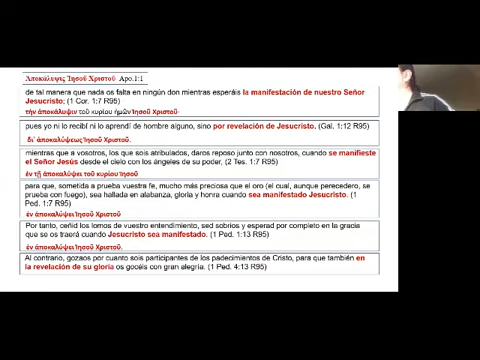 Ἀποκάλυψις Ἰησοῦ Χριστοῦ Apo.1:1
de tal manera que nada os falta en ningún don mientras esperáis la manifestación de nuestro Señor
Jesucristo; (1 Cor. 1:7 R95)
τὴν ἀποκάλυψιν τοῦ κυρίου ἡμῶν Ἰησοῦ Χριστοῦ·
pues yo ni lo recibí ni lo aprendí de hombre alguno, sino por revelación de Jesucristo. (Gal. 1:12 R95)
δι᾽ ἀποκαλύψεως Ἰησοῦ Χριστοῦ.
mientras que a vosotros, los que sois atribulados, daros reposo junto con nosotros, cuando se manifieste
el Señor Jesús desde el cielo con los ángeles de su poder, (2 Tes. 1:7 R95)
ἐν τῇ ἀποκαλύψει τοῦ κυρίου Ἰησοῦ
para que, sometida a prueba vuestra fe, mucho más preciosa que el oro (el cual, aunque perecedero, se
prueba con fuego), sea hallada en alabanza, gloria y honra cuando sea manifestado Jesucristo. (1
Ped. 1:7 R95)
ἐν ἀποκαλύψει Ἰησοῦ Χριστοῦ
Por tanto, ceñid los lomos de vuestro entendimiento, sed sobrios y esperad por completo en la gracia
que se os traerá cuando Jesucristo sea manifestado. (1 Ped. 1:13 R95)
ἐν ἀποκαλύψει Ἰησοῦ Χριστοῦ.
Al contrario, gozaos por cuanto sois participantes de los padecimientos de Cristo, para que también en
la revelación de su gloria os gocéis con gran alegría. (1 Ped. 4:13 R95)